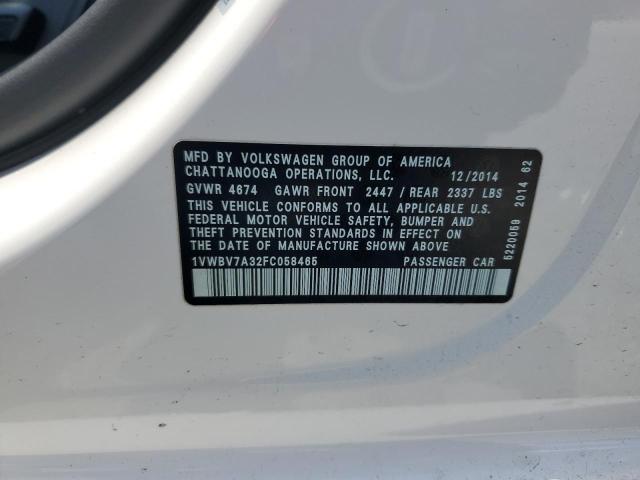 MFD BY VOLKSWAGEN GROUP OF AMERICA
CHATTANOOGA OPERATIONS, LLC. 12/2014
GVWR 4674 GAWR FRONT 2447 / REAR 2337 LBS
THIS VEHICLE CONFORMS TO ALL APPLICABLE U.S.
FEDERAL MOTOR VEHICLE SAFETY, BUMPER AND
THEFT PREVENTION STANDARDS IN EFFECT ON THE
DATE OF MANUFACTURE SHOWN ABOVE
1VWBV7A32FC058465 PASSENGER CAR
5220059 2014 62